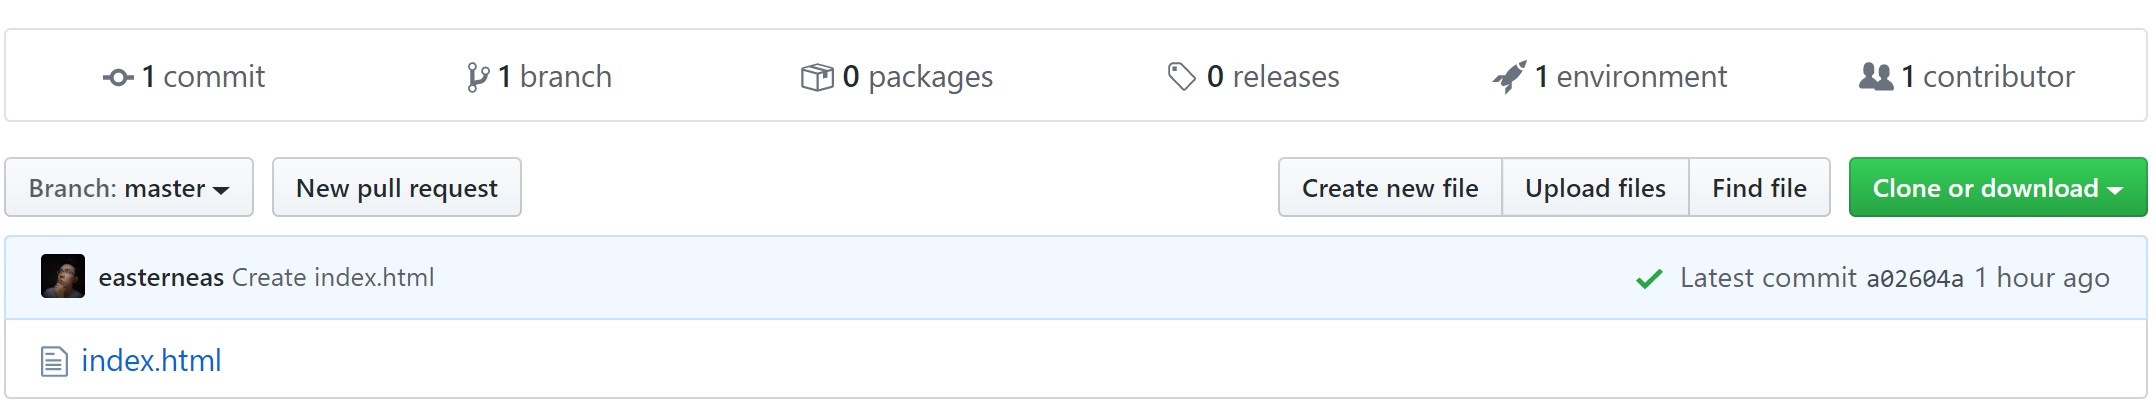 1 commit 1 branch 0 packages 0 releases 1 environment 1 contributor
Branch: master New pull request Create new file Upload files Find file Clone or download
easterneas Create index.html Latest commit a02604a 1 hour ago
index.html